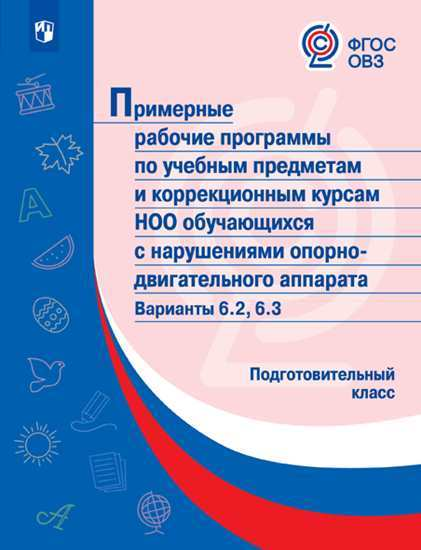 ФГОС
ОВЗ
Примерные
рабочие программы
по учебным предметам
и коррекционным курсам
НОО обучающихся
с нарушениями опорно-
двигательного аппарата
Варианты 6.2, 6.3
Подготовительный
класс
А
А